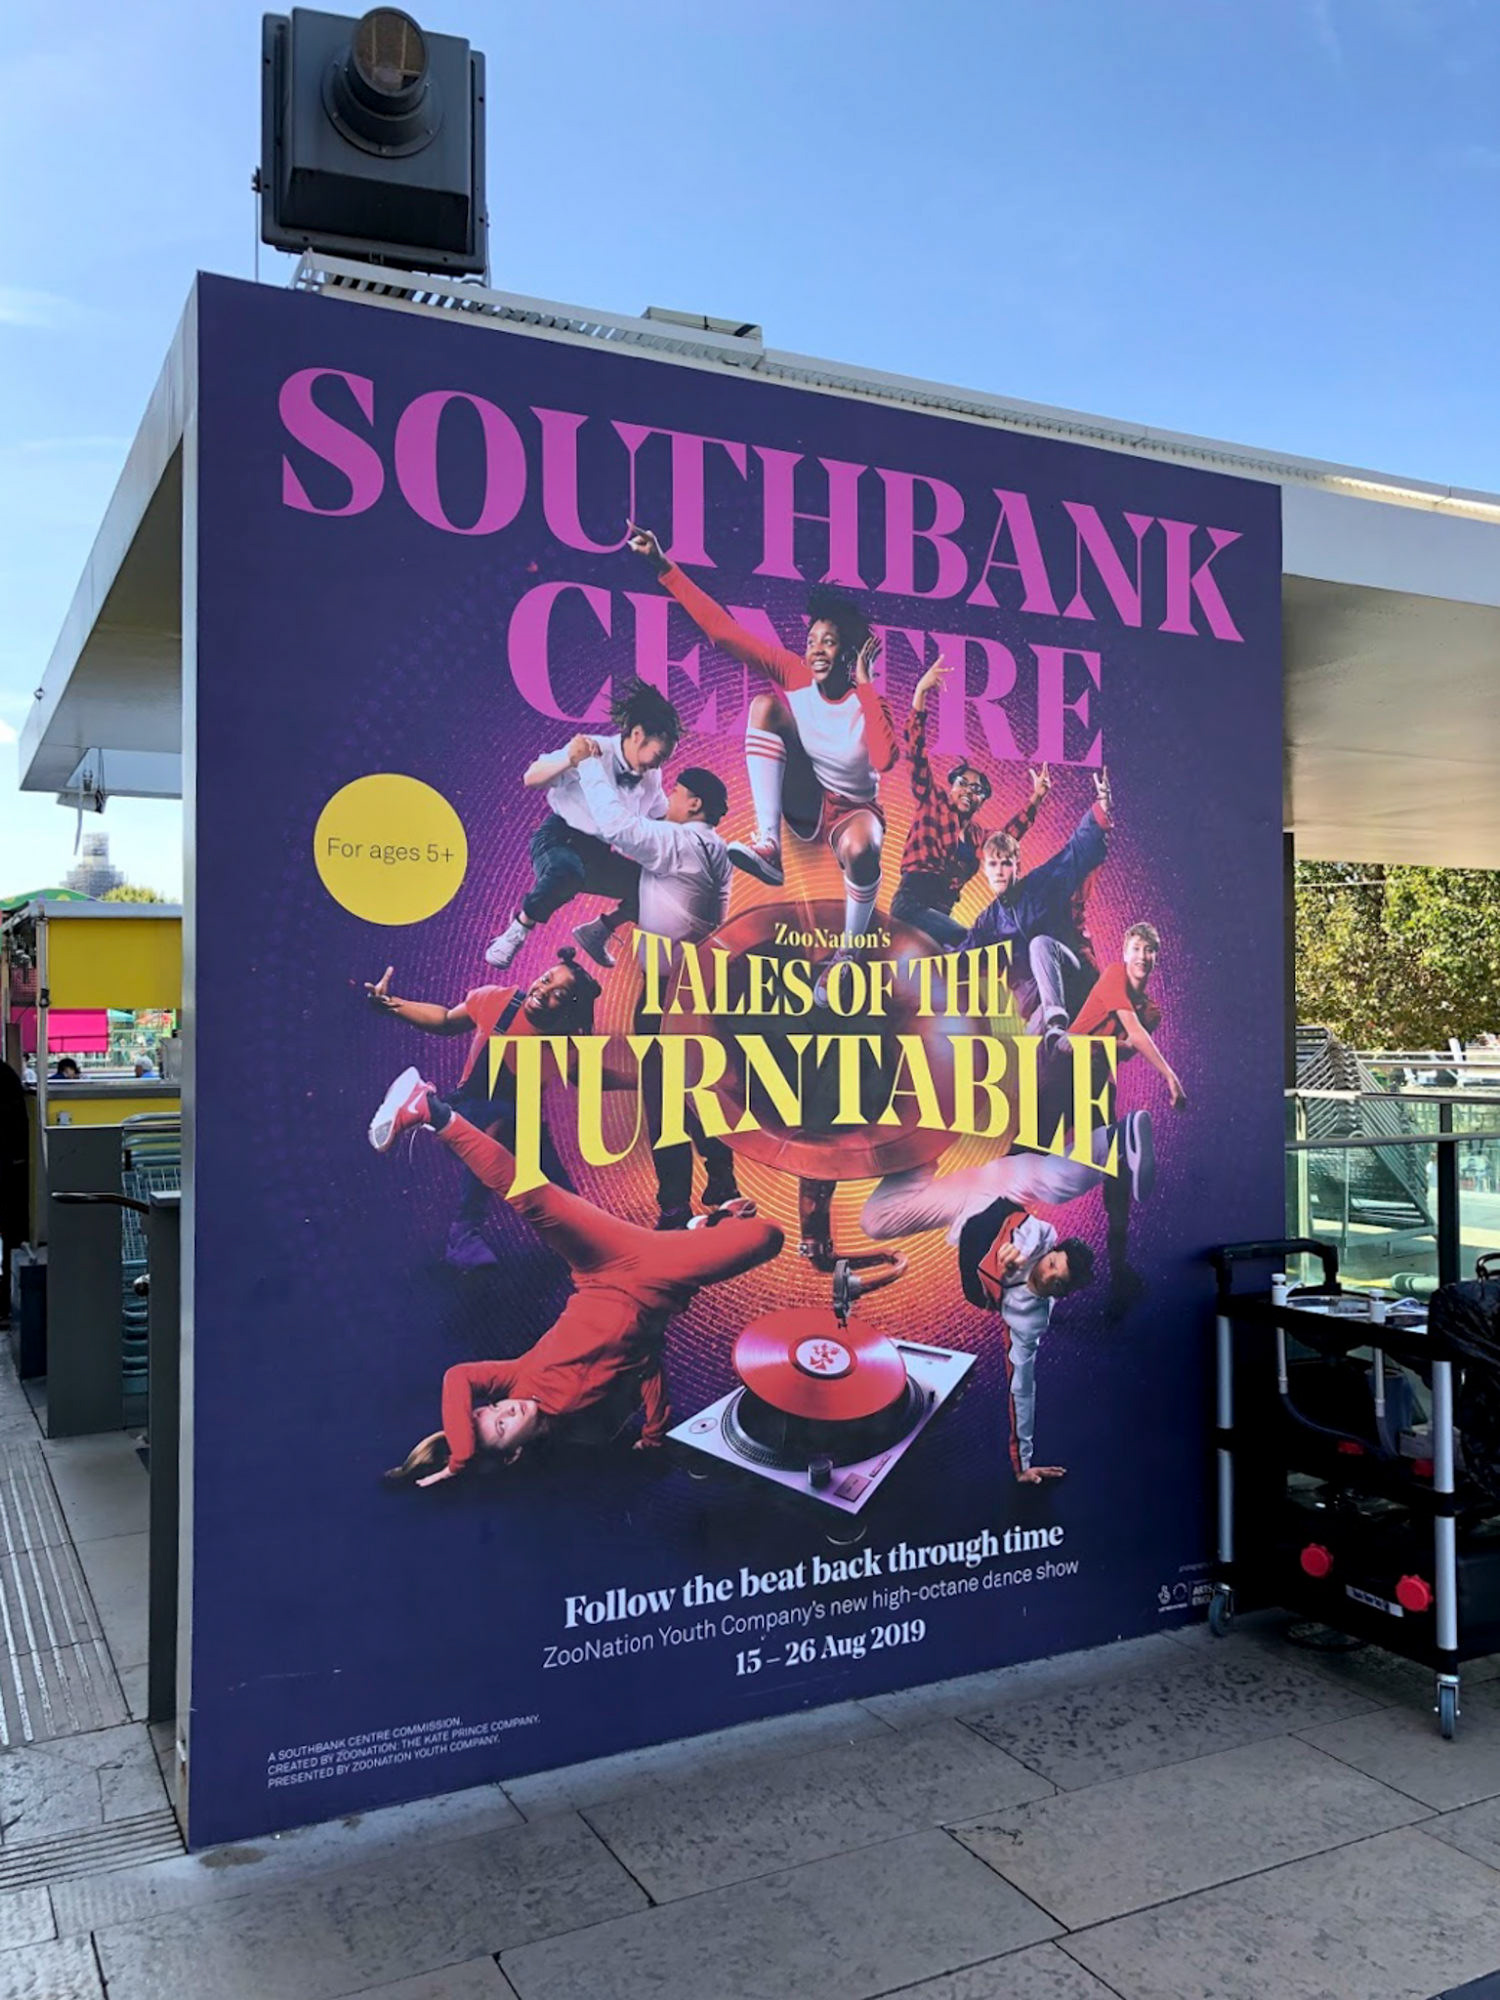 SOUTHBANK
CENTRE
For ages 5+
ZooNation's
TALES OF THE
TURNTABLE
Follow the beat back through time
ZooNation Youth Company's new high-octane dance show
15 – 26 Aug 2019
A SOUTHBANK CENTRE COMMISSION.
CREATED BY ZOONATION: THE KATE PRINCE COMPANY.
PRESENTED BY ZOONATION YOUTH COMPANY.